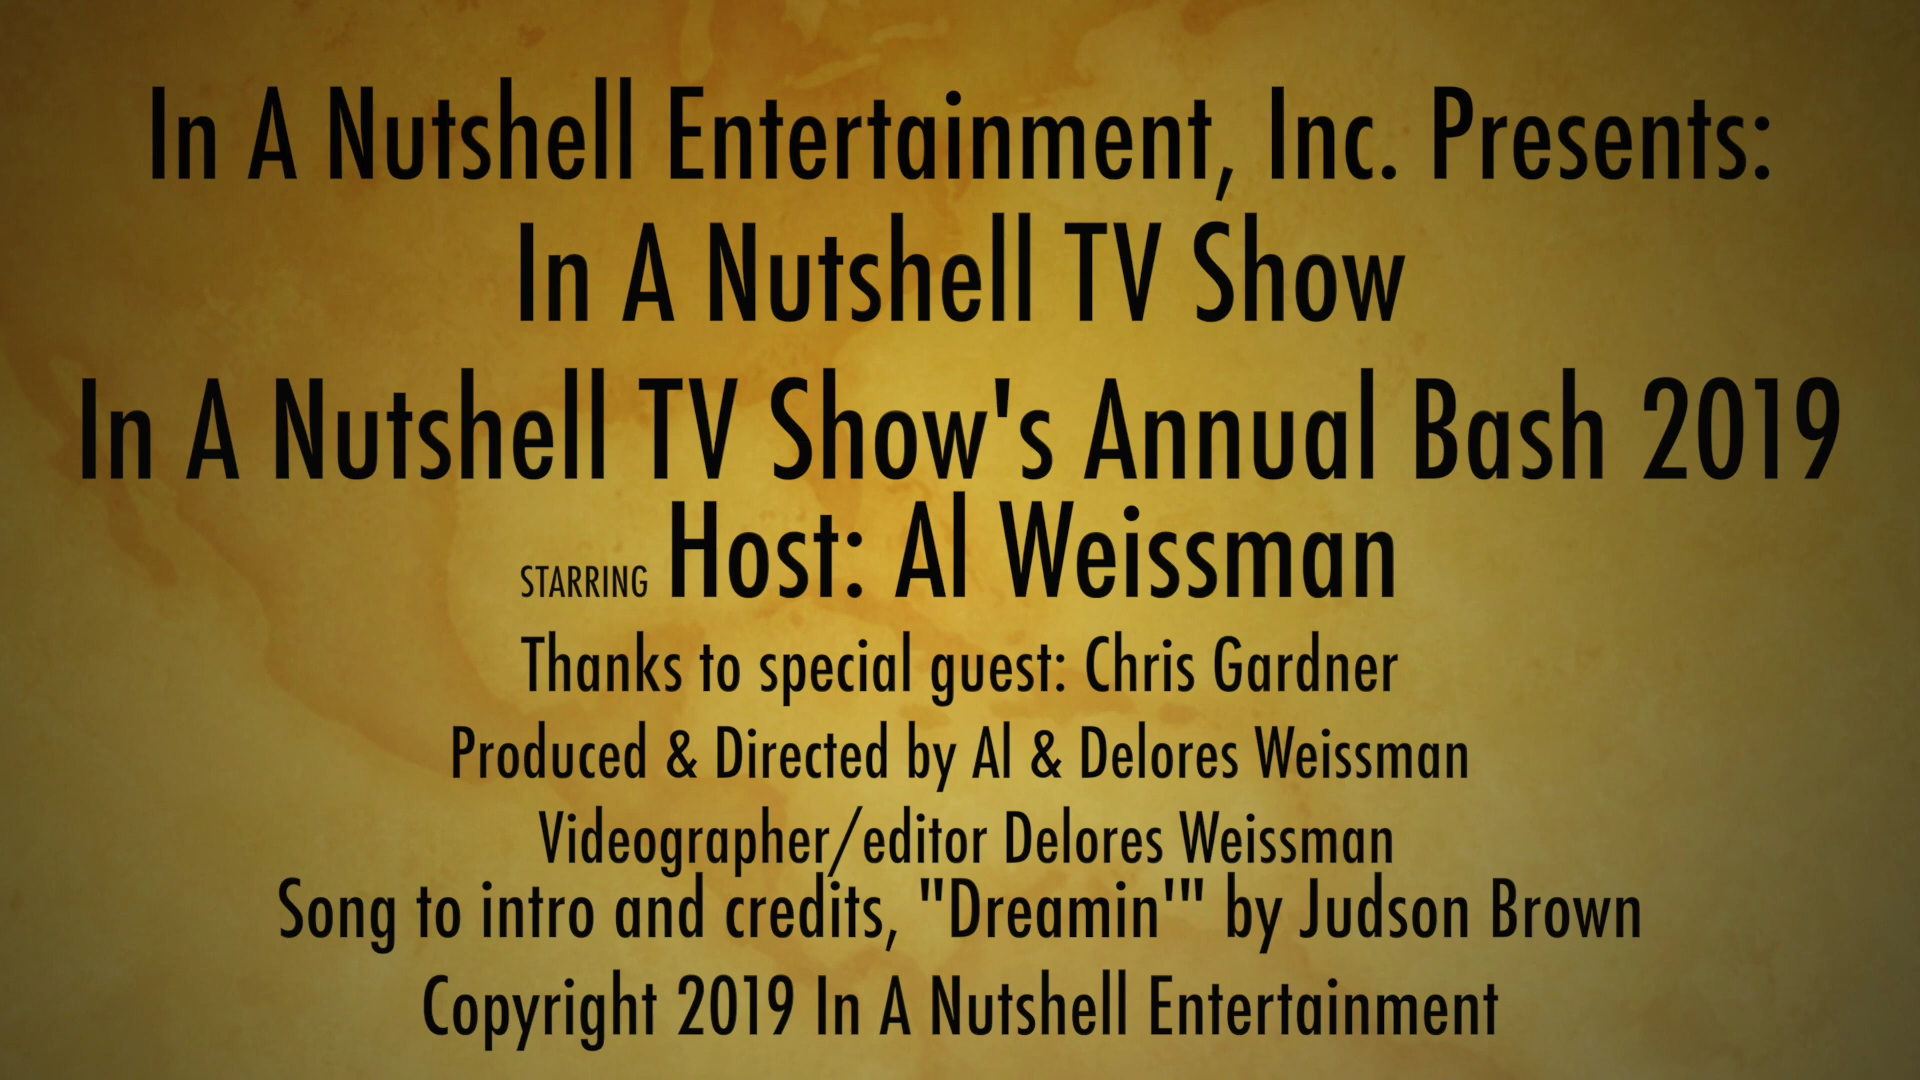 In A Nutshell Entertainment, Inc. Presents:
In A Nutshell TV Show
In A Nutshell TV Show's Annual Bash 2019
STARRING Host: Al Weissman
Thanks to special guest: Chris Gardner
Produced & Directed by Al & Delores Weissman
Videographer/editor Delores Weissman
Song to intro and credits, "Dreamin'" by Judson Brown
Copyright 2019 In A Nutshell Entertainment